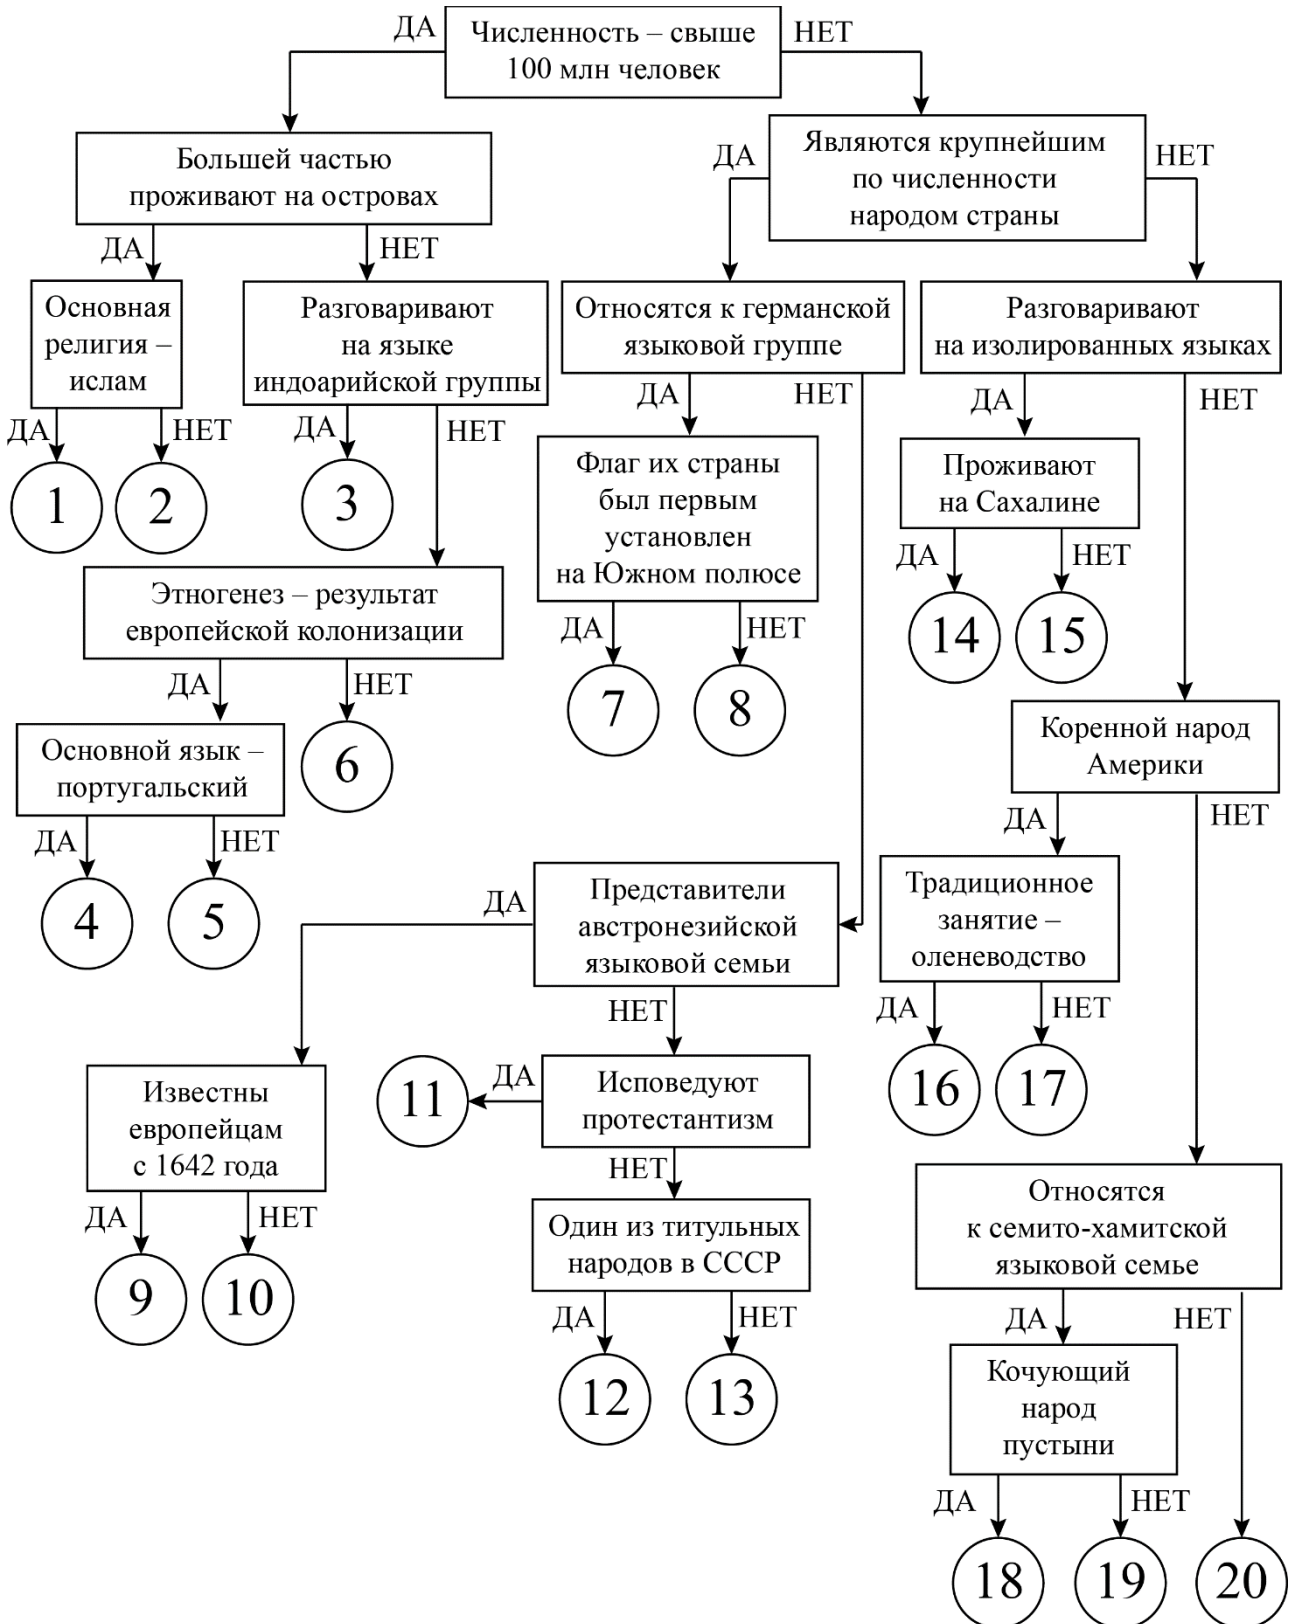 ДА
Численность – свыше
100 млн человек
НЕТ
Большей частью
проживают на островах
ДА
НЕТ
Являются крупнейшим
по численности
народом страны
ДА
НЕТ
Основная
религия –
ислам
ДА
НЕТ
1
2
Разговаривают
на языке
индоарийской группы
ДА
НЕТ
3
Относятся к германской
языковой группе
ДА
НЕТ
Разговаривают
на изолированных языках
ДА
НЕТ
Флаг их страны
был первым
установлен
на Южном полюсе
ДА
НЕТ
7
8
Проживают
на Сахалине
ДА
НЕТ
14
15
Этногенез – результат
европейской колонизации
ДА
НЕТ
6
Основной язык –
португальский
ДА
НЕТ
4
5
Коренной народ
Америки
ДА
НЕТ
Представители
австронезийской
языковой семьи
ДА
НЕТ
Традиционное
занятие –
оленеводство
ДА
НЕТ
16
17
Известны
европейцам
с 1642 года
ДА
НЕТ
9
10
Исповедуют
протестантизм
ДА
11
НЕТ
Один из титульных
народов в СССР
ДА
НЕТ
12
13
Относятся
к семито-хамитской
языковой семье
ДА
НЕТ
Кочующий
народ
пустыни
ДА
НЕТ
18
19
20